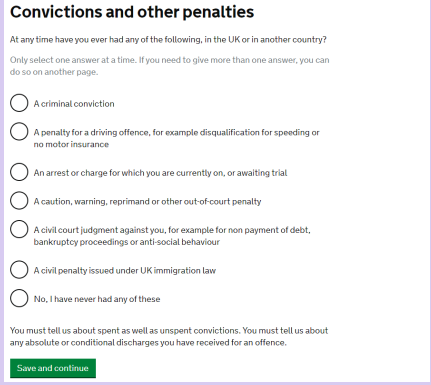 Convictions and other penalties
At any time have you ever had any of the following, in the UK or in another country?
Only select one answer at a time. If you need to give more than one answer, you can
do so on another page.
A criminal conviction
A penalty for a driving offence, for example disqualification for speeding or
no motor insurance
An arrest or charge for which you are currently on, or awaiting trial
A caution, warning, reprimand or other out-of-court penalty
A civil court judgment against you, for example for non payment of debt,
bankruptcy proceedings or anti-social behaviour
A civil penalty issued under UK immigration law
No, I have never had any of these
You must tell us about spent as well as unspent convictions. You must tell us about
any absolute or conditional discharges you have received for an offence.
Save and continue